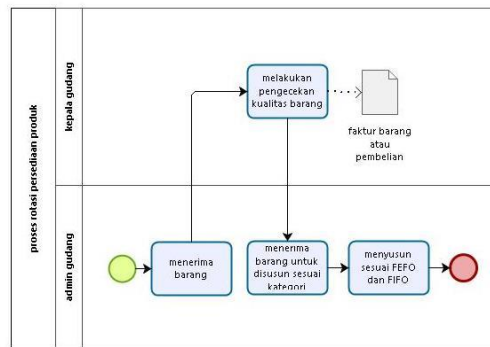 proses rotasi persediaan produk
kepala gudang
melakukan
pengecekan
kualitas barang
faktur barang
atau
pembelian
admin gudang
menerima
barang
menerima
barang untuk
disusun sesuai
kategori
menyusun
sesuai FEFO
dan FIFO